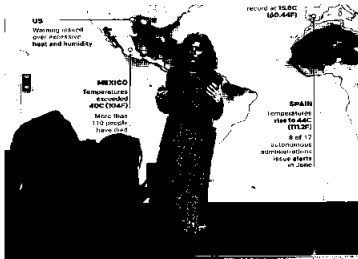 US
Warning issued
over excessive
heat and humidity
record at 15.8C
(60.44F)
MEXICO
Temperatures
exceeded
40C (104F)
More than
110 people
have died
SPAIN
Temperatures
rise to 44C
(111.2F)
8 of 17
autonomous
administrations
issue alerts
in June